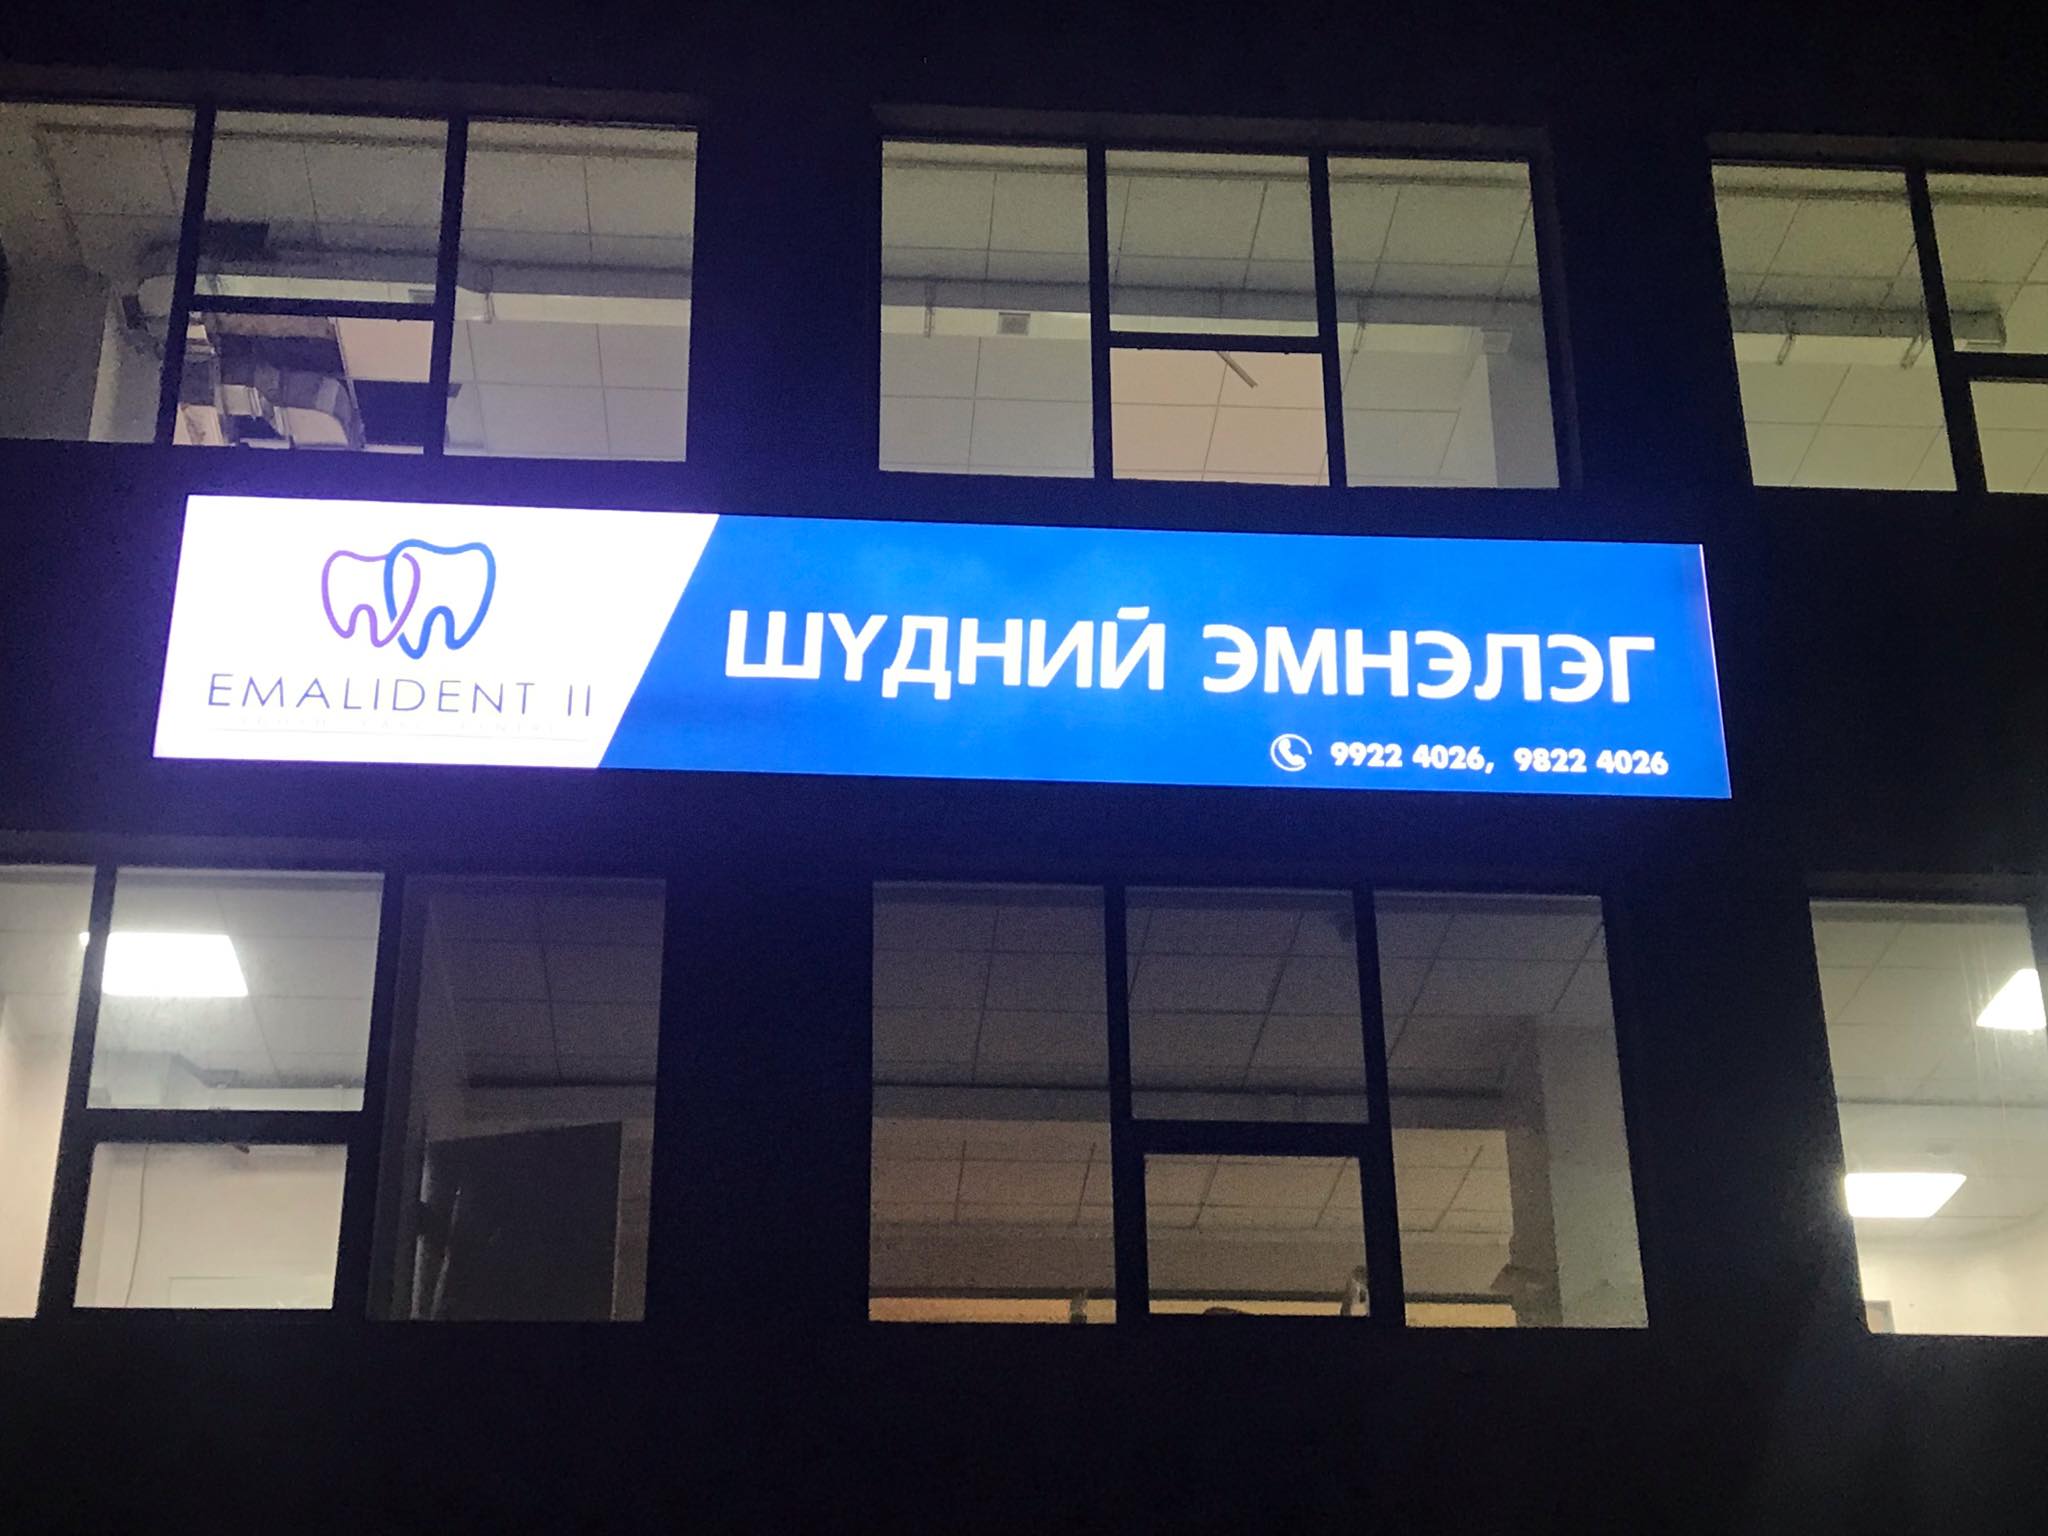 EMALIDENT II
ШҮДНИЙ ЭМНЭЛЭГ
9922 4026, 9822 4026